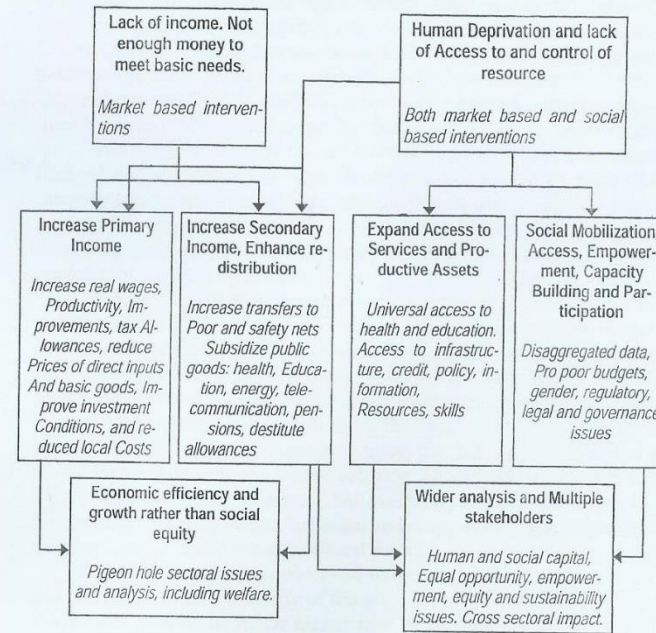 Lack of income. Not
enough money to
meet basic needs.
Market based interven-
tions
Human Deprivation and lack
of Access to and control of
resource
Both market based and social
based interventions
Increase Primary
Income
Increase real wages,
Productivity, Im-
provements, tax Al-
lowances, reduce
Prices of direct inputs
And basic goods, Im-
prove investment
Conditions, and re-
duced local Costs
Increase Secondary
Income, Enhance re-
distribution
Increase transfers to
Poor and safety nets
Subsidize public
goods: health, Educa-
tion, energy, tele-
communication, pen-
sions, destitute
allowances
Expand Access to
Services and Pro-
ductive Assets
Universal access to
health and education.
Access to infrastruc-
ture, credit, policy, in-
formation,
Resources, skills
Social Mobilization
Access, Empower-
ment, Capacity
Building and Par-
ticipation
Disaggregated data,
Pro poor budgets,
gender, regulatory,
legal and governance
issues
Economic efficiency and
growth rather than social
equity
Pigeon hole sectoral issues
and analysis, including welfare.
Wider analysis and Multiple
stakeholders
Human and social capital,
Equal opportunity, empower-
ment, equity and sustainability
issues. Cross sectoral impact.